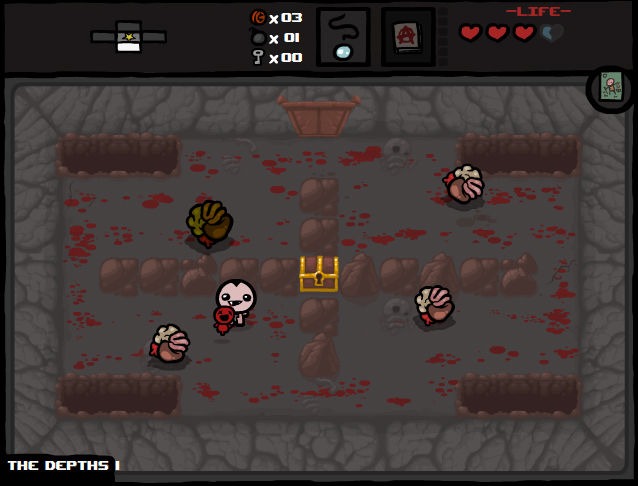 -LIFE-
x03
x01
x00
THE DEPTHS I